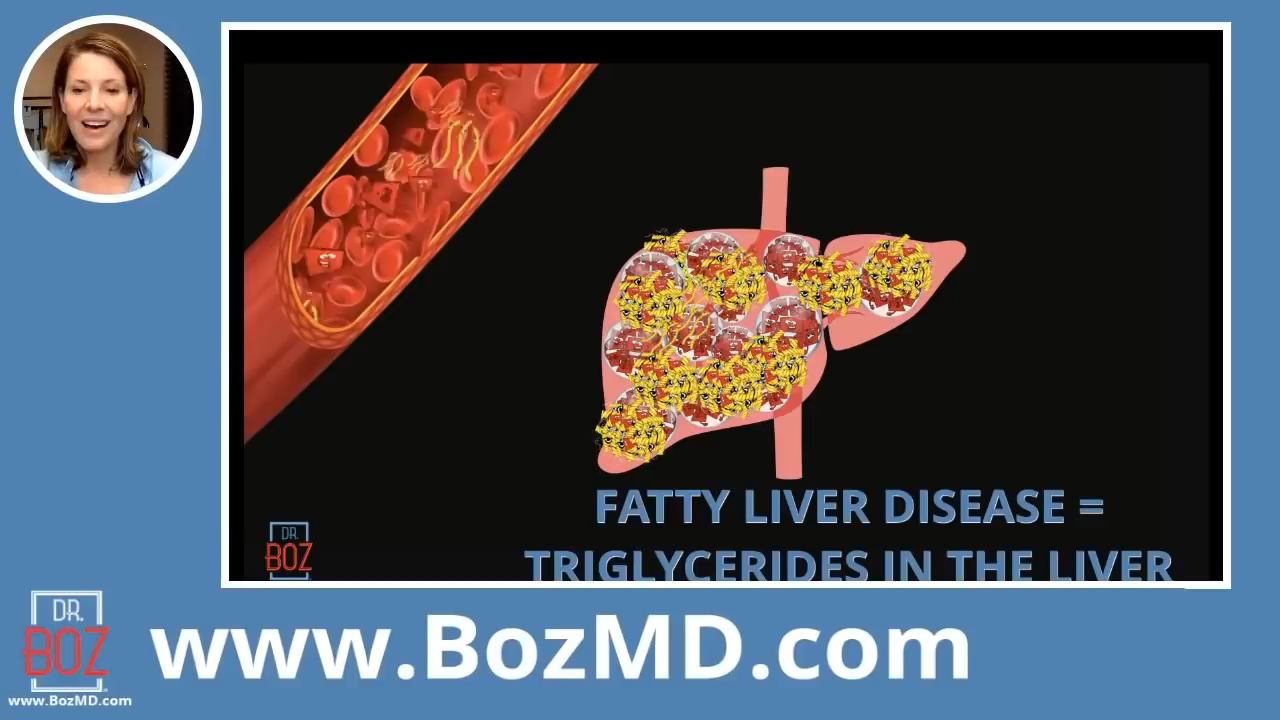 FATTY LIVER DISEASE =
TRIGLYCERIDES IN THE LIVER
DR.
BOZ
DR.
BOZ
www.BozMD.com
www.BozMD.com